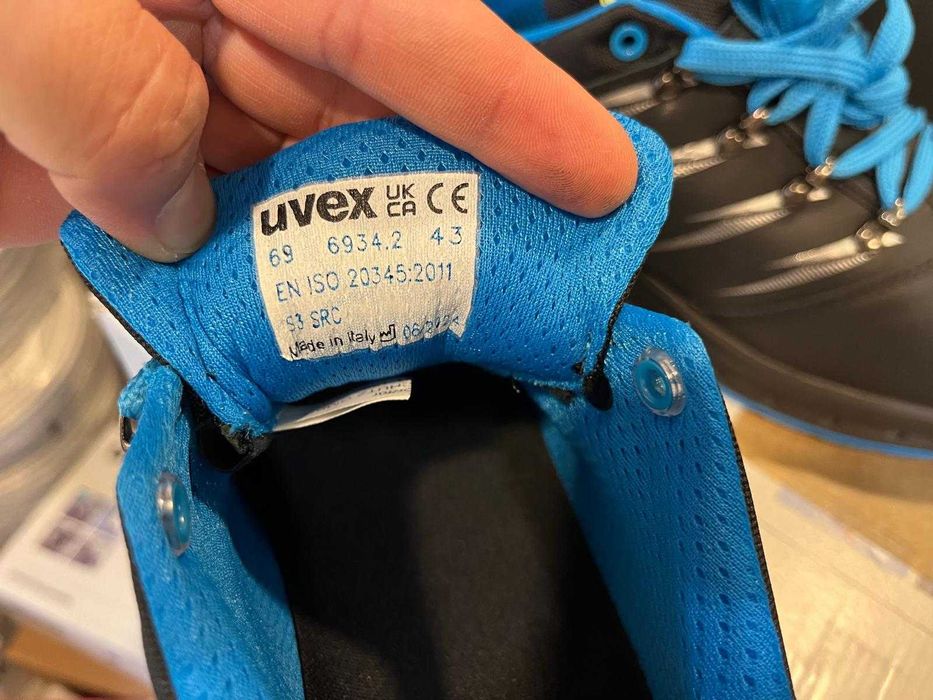 uvex UK CA CE
69 6934.2 43
EN ISO 20345:2011
S3 SRC
Made in Italy